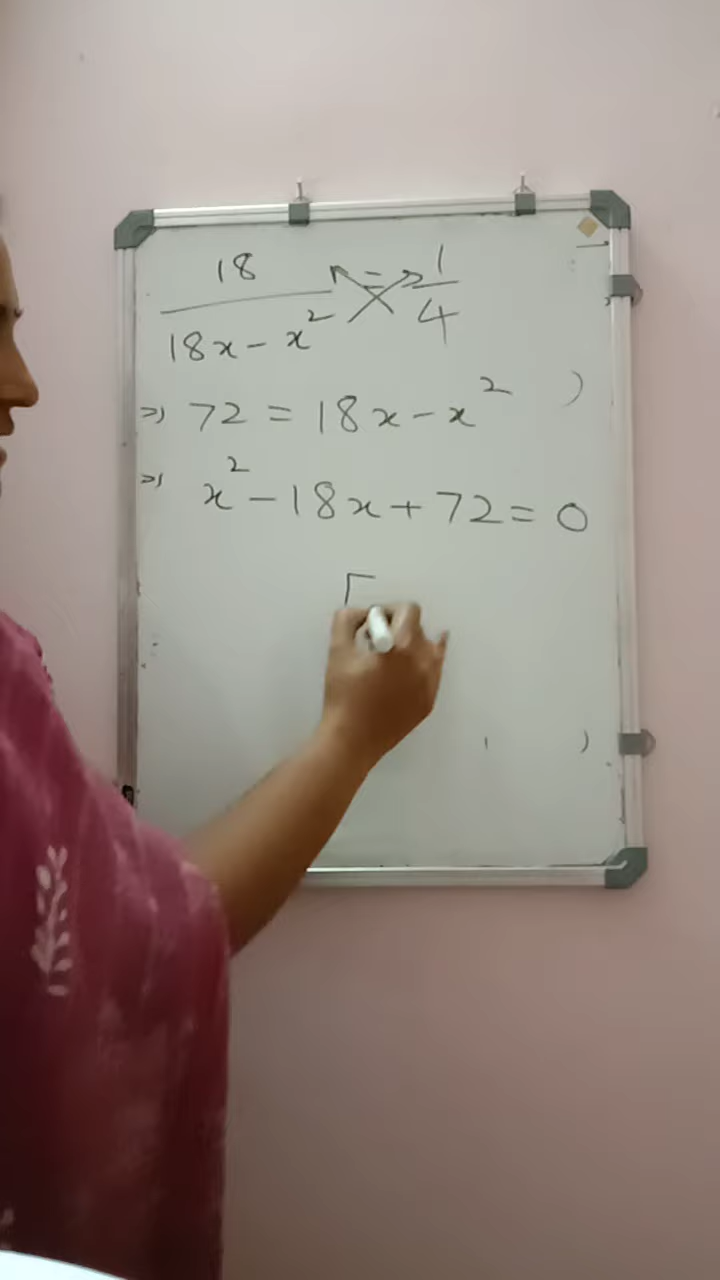 18/(18x - x²) = 1/4
⇒ 72 = 18x - x²
⇒ x² - 18x + 72 = 0